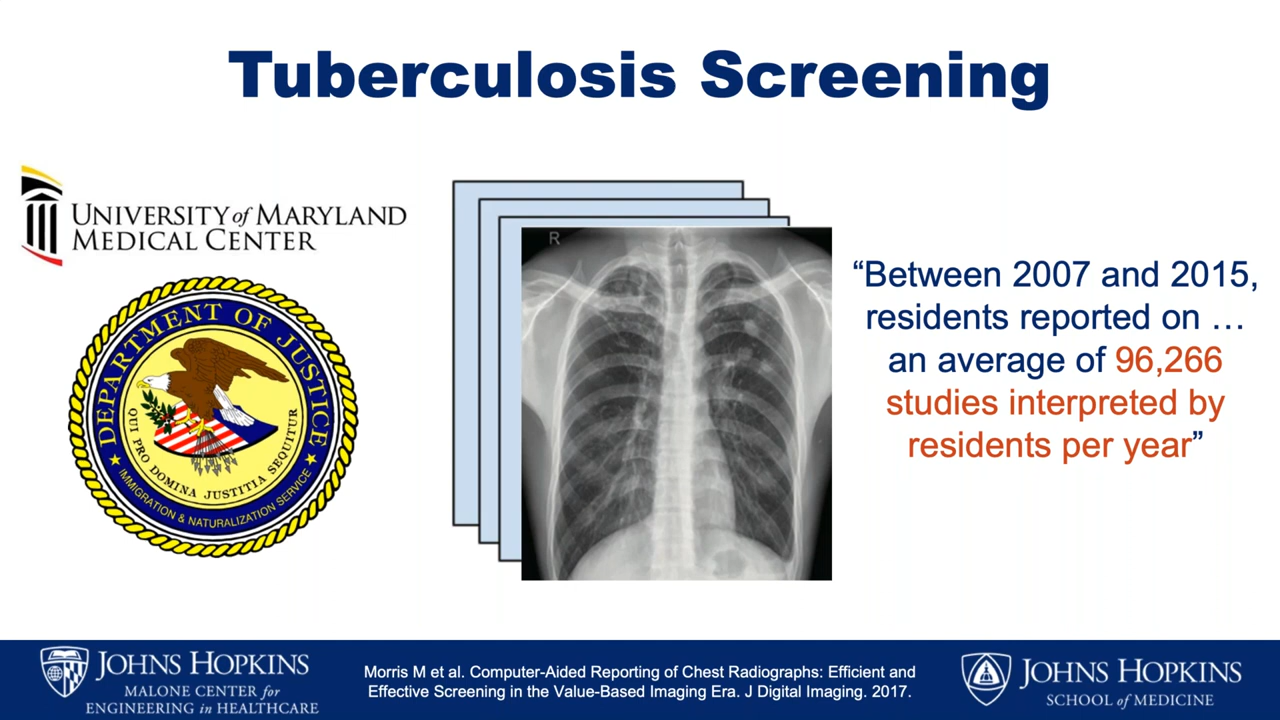 Tuberculosis Screening
UNIVERSITY of MARYLAND
MEDICAL CENTER
DEPARTMENT OF JUSTICE
QUI PRO DOMINA JUSTITIA SEQUITUR
IMMIGRATION & NATURALIZATION SERVICE
R
“Between 2007 and 2015,
residents reported on …
an average of 96,266
studies interpreted by
residents per year”
JOHNS HOPKINS
MALONE CENTER for
ENGINEERING in HEALTHCARE
Morris M et al. Computer-Aided Reporting of Chest Radiographs: Efficient and
Effective Screening in the Value-Based Imaging Era. J Digital Imaging. 2017.
JOHNS HOPKINS
SCHOOL of MEDICINE